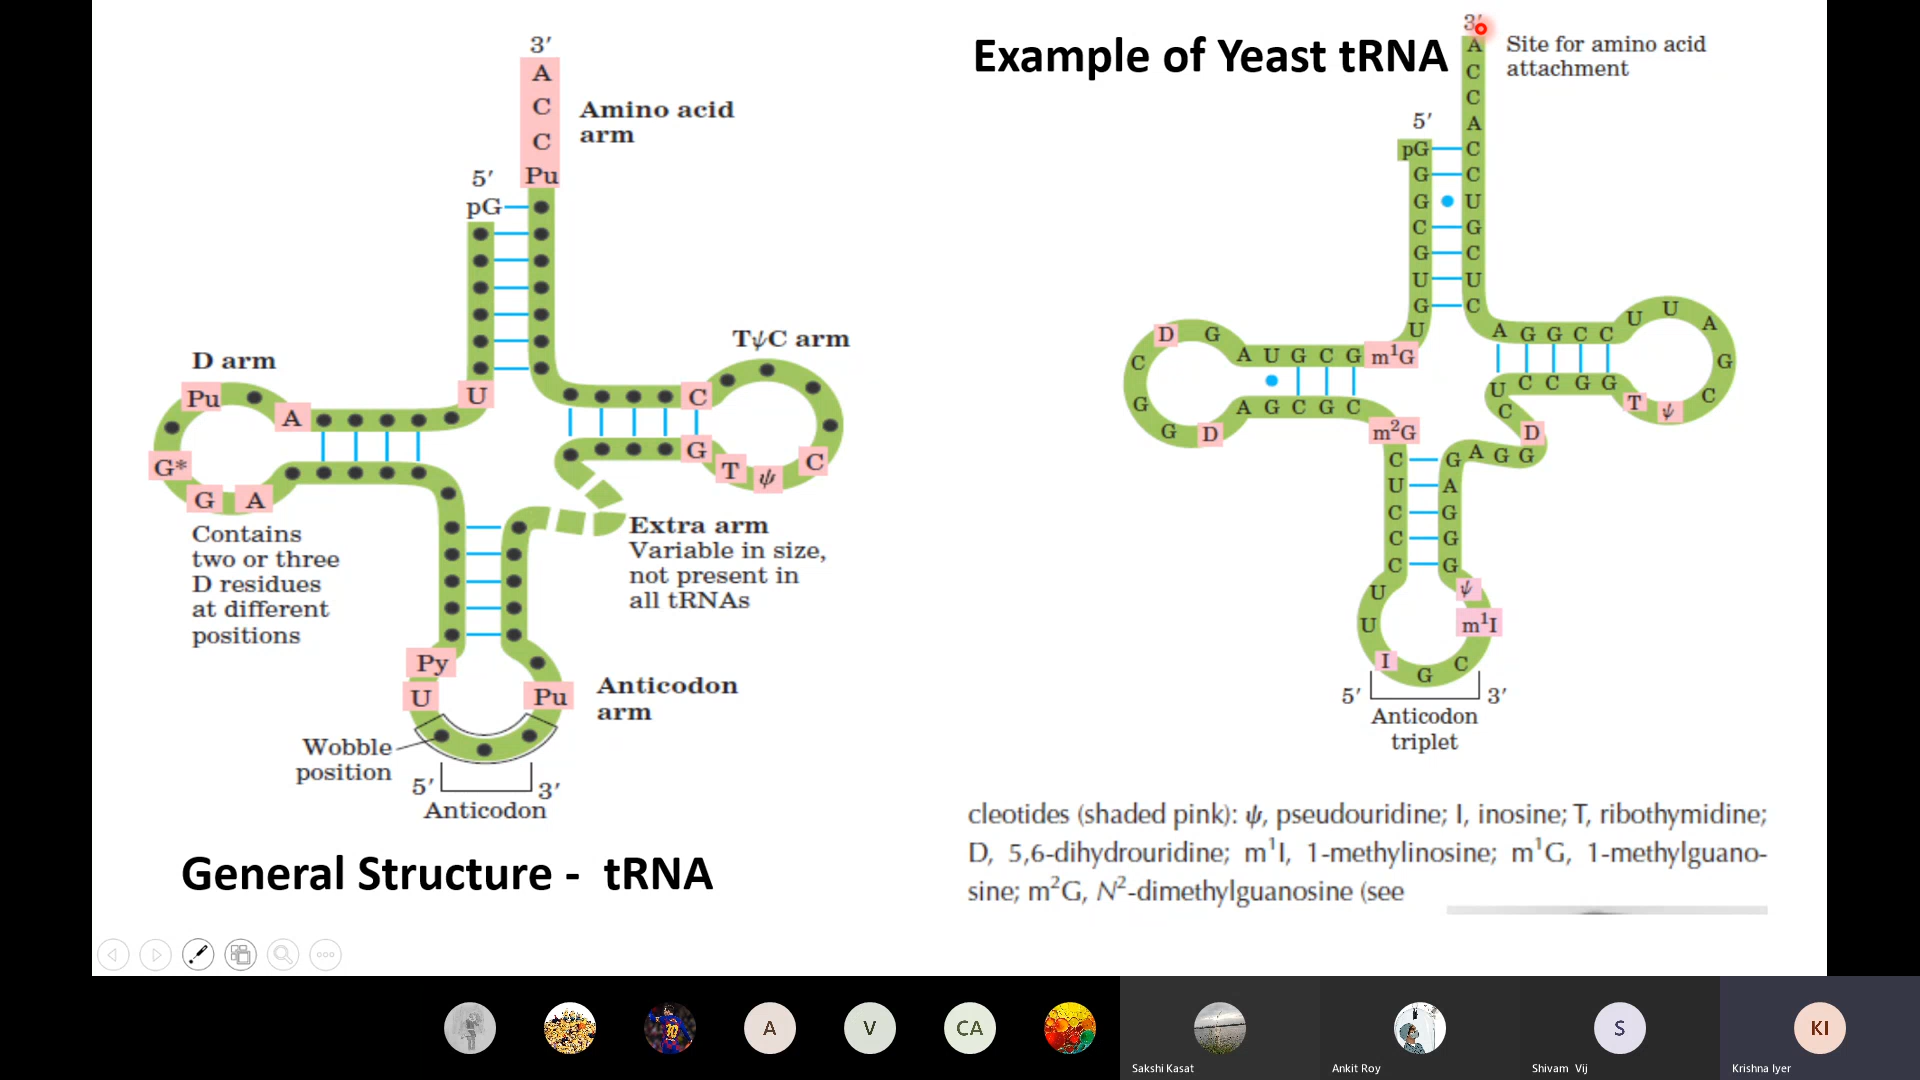 3′
A
C
C
Pu
Amino acid
arm
5′
pG
U
TψC arm
C
G
T
ψ
C
D arm
Pu
A
G*
G
A
Contains
two or three
D residues
at different
positions
Extra arm
Variable in size,
not present in
all tRNAs
Py
U
Pu
Anticodon
arm
Wobble
position
5′
3′
Anticodon
General Structure - tRNA
Example of Yeast tRNA
3′
Site for amino acid
attachment
A
C
C
A
C
C
U
G
C
U
C
5′
pG
G
G
C
G
U
G
U
m¹G
G C G U A
G
D
C
G
G
D
A G C G C
m²G
C
U
C
C
C
U
U
I
G
C
m¹I
ψ
G
G
G
A
G
A G G
D
C
U C C G G
T
ψ
C
G
A
U
U
A G G C C
5′
3′
Anticodon
triplet
cleotides (shaded pink): ψ, pseudouridine; I, inosine; T, ribothymidine;
D, 5,6-dihydrouridine; m¹I, 1-methylinosine; m¹G, 1-methylguano-
sine; m²G, N²-dimethylguanosine (see
10
A
V
CA
S
KI
Sakshi Kasat
Ankit Roy
Shivam Vij
Krishna Iyer